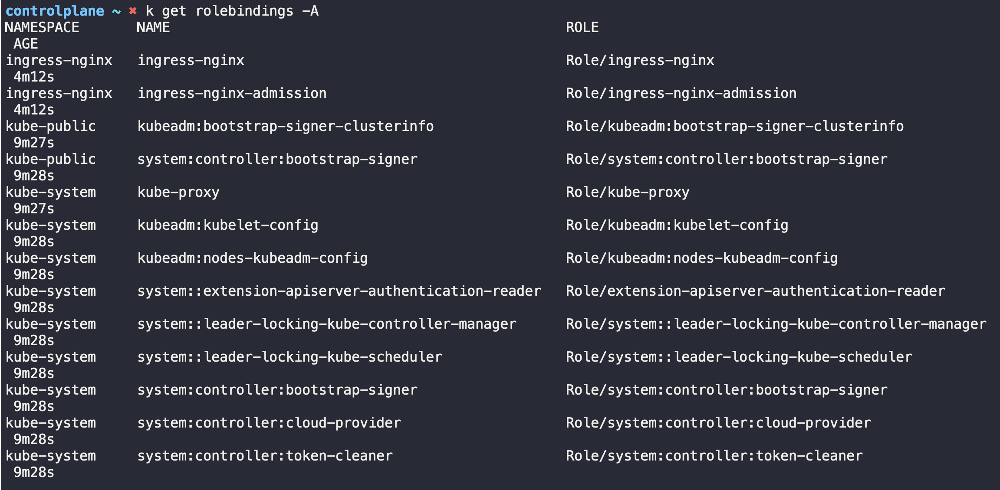 controlplane ~ ✖ k get rolebindings -A
NAMESPACE       NAME                                                ROLE
 AGE
ingress-nginx   ingress-nginx                                       Role/ingress-nginx
 4m12s
ingress-nginx   ingress-nginx-admission                             Role/ingress-nginx-admission
 4m12s
kube-public     kubeadm:bootstrap-signer-clusterinfo                Role/kubeadm:bootstrap-signer-clusterinfo
 9m27s
kube-public     system:controller:bootstrap-signer                  Role/system:controller:bootstrap-signer
 9m28s
kube-system     kube-proxy                                          Role/kube-proxy
 9m27s
kube-system     kubeadm:kubelet-config                              Role/kubeadm:kubelet-config
 9m28s
kube-system     kubeadm:nodes-kubeadm-config                        Role/kubeadm:nodes-kubeadm-config
 9m28s
kube-system     system::extension-apiserver-authentication-reader   Role/extension-apiserver-authentication-reader
 9m28s
kube-system     system::leader-locking-kube-controller-manager      Role/system::leader-locking-kube-controller-manager
 9m28s
kube-system     system::leader-locking-kube-scheduler               Role/system::leader-locking-kube-scheduler
 9m28s
kube-system     system:controller:bootstrap-signer                  Role/system:controller:bootstrap-signer
 9m28s
kube-system     system:controller:cloud-provider                    Role/system:controller:cloud-provider
 9m28s
kube-system     system:controller:token-cleaner                     Role/system:controller:token-cleaner
 9m28s